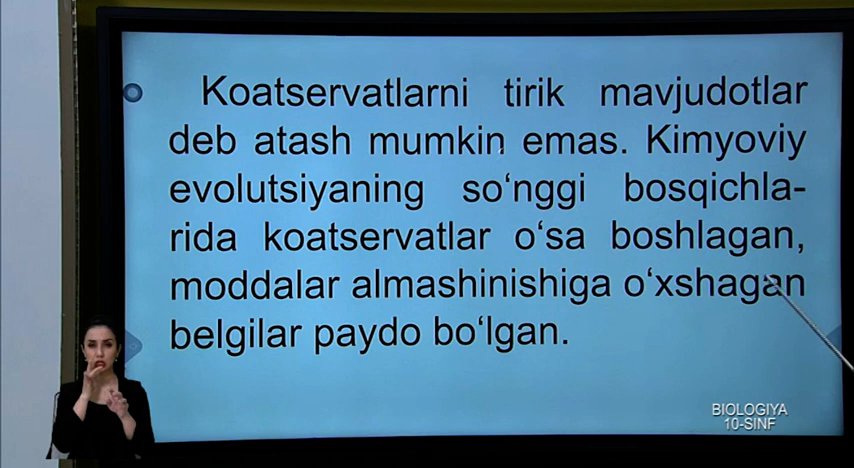 Koatservatlarni tirik mavjudotlar
deb atash mumkin emas. Kimyoviy
evolutsiyaning so‘nggi bosqichla-
rida koatservatlar o‘sa boshlagan,
moddalar almashinishiga o‘xshagan
belgilar paydo bo‘lgan.
BIOLOGIYA
10-SINF